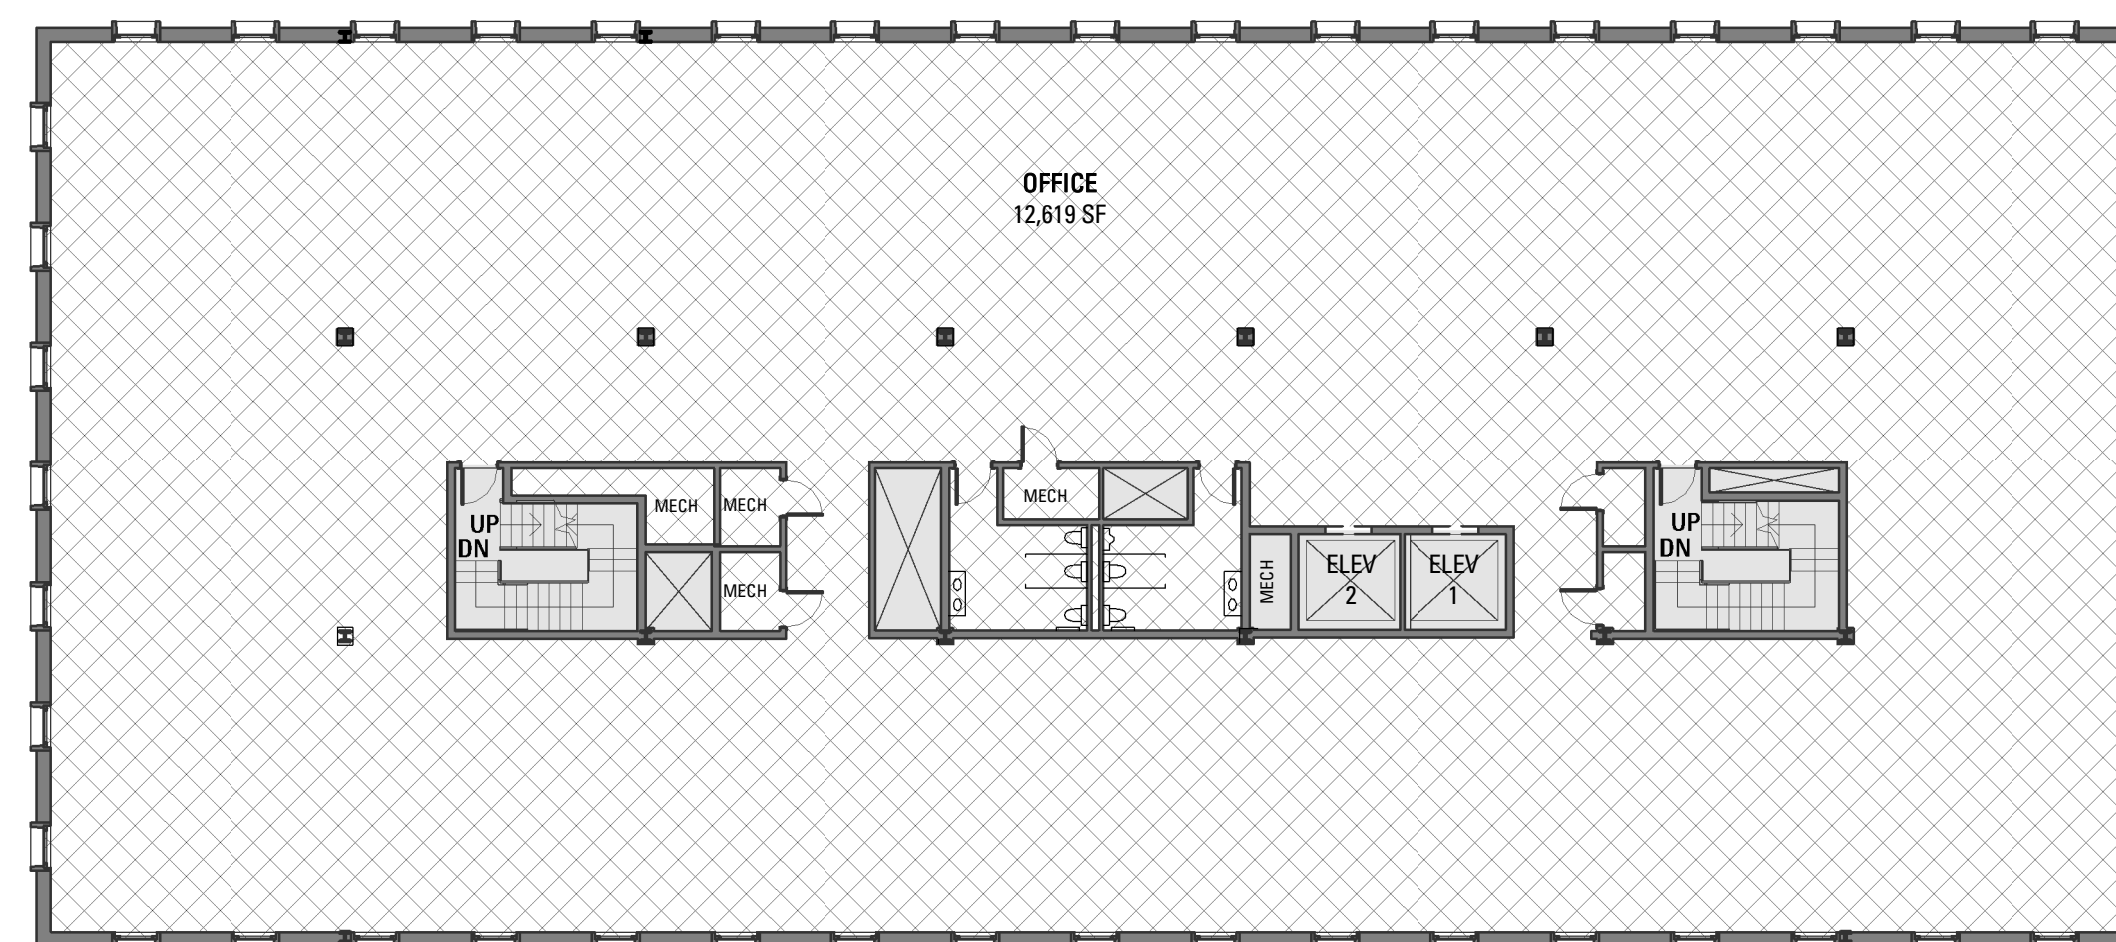 OFFICE
12,619 SF
MECH
MECH
MECH
UP
DN
MECH
MECH
ELEV
2
ELEV
1
UP
DN